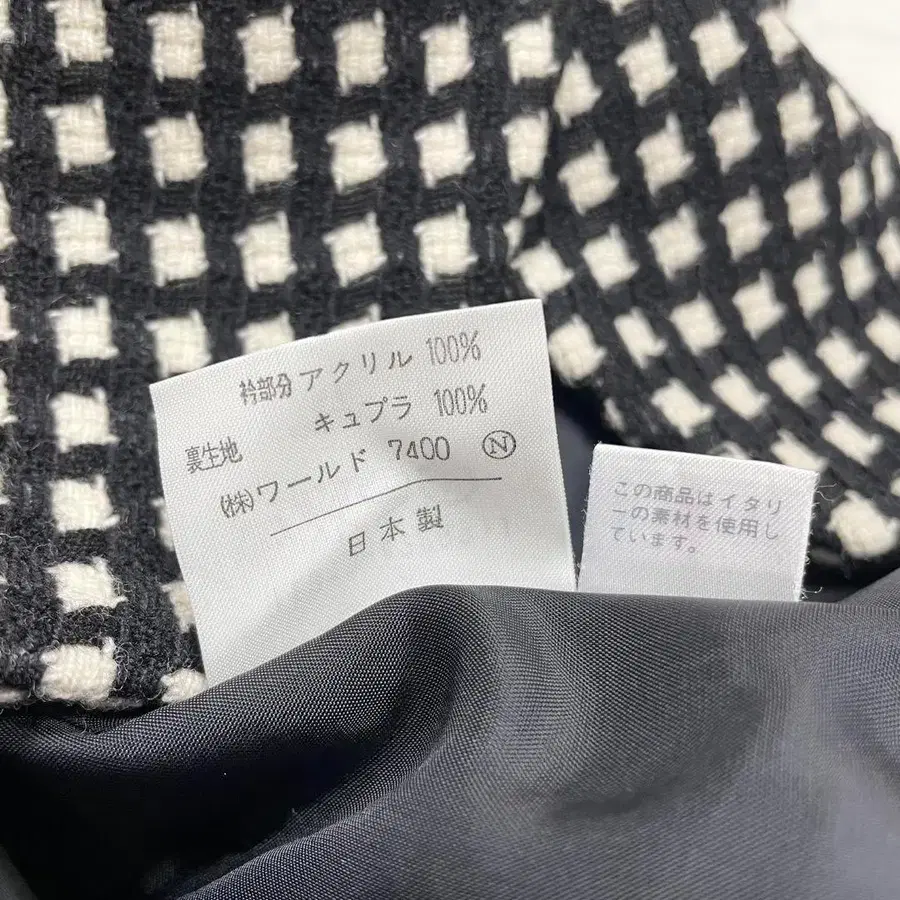 衿部分 アクリル 100%
裏生地 キュプラ 100%
(株)ワールド 7400 Ⓝ
日本製
この商品はイタリ
ーの素材を使用し
ています。